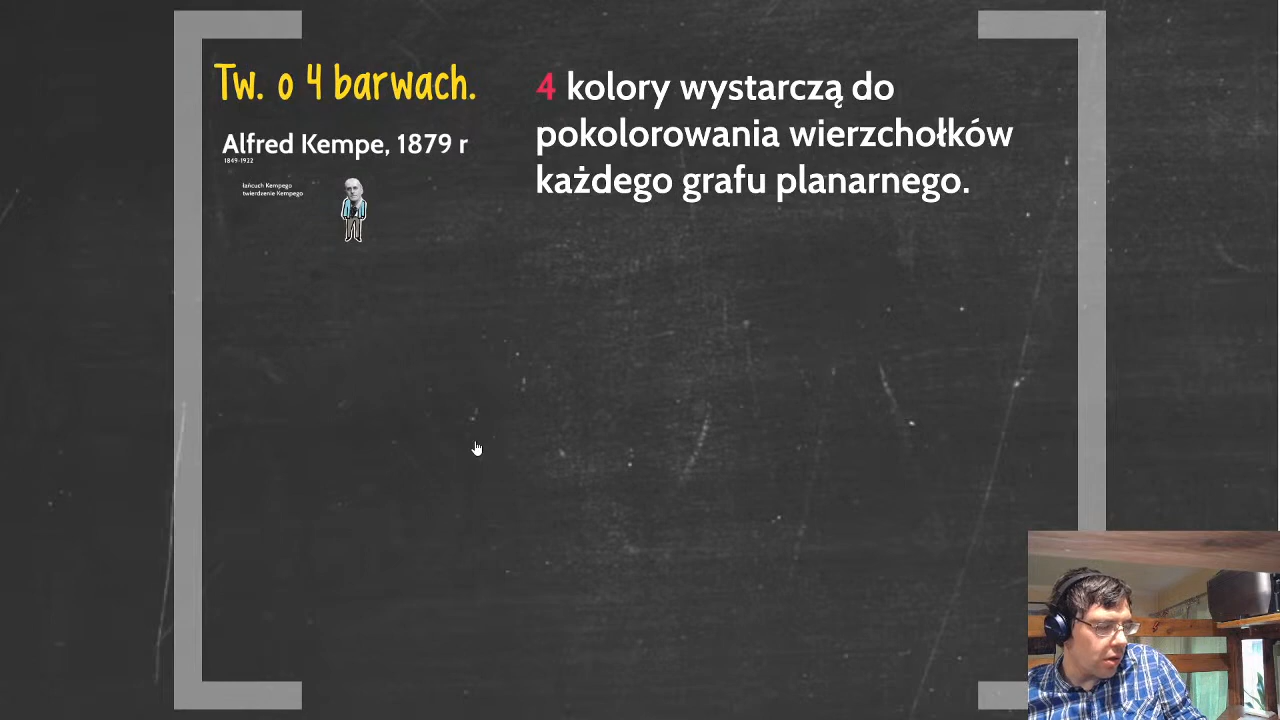 Tw. o 4 barwach.
Alfred Kempe, 1879 r
1849-1922
łańcuch Kempego
twierdzenie Kempego
4 kolory wystarczą do
pokolorowania wierzchołków
każdego grafu planarnego.